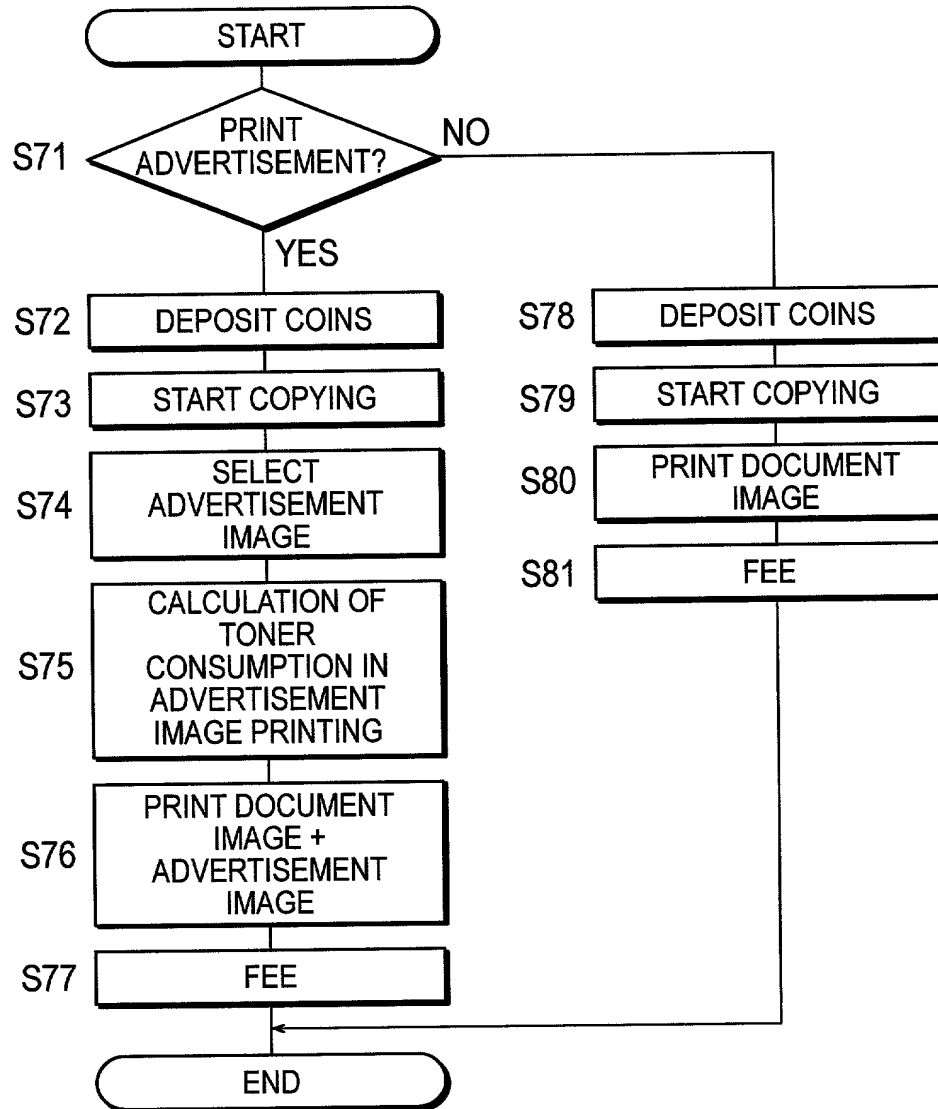 START
S71
PRINT
ADVERTISEMENT?
NO
YES
S72
DEPOSIT COINS
S73
START COPYING
S74
SELECT
ADVERTISEMENT
IMAGE
S75
CALCULATION OF
TONER
CONSUMPTION IN
ADVERTISEMENT
IMAGE PRINTING
S76
PRINT DOCUMENT
IMAGE +
ADVERTISEMENT
IMAGE
S77
FEE
S78
DEPOSIT COINS
S79
START COPYING
S80
PRINT DOCUMENT
IMAGE
S81
FEE
END